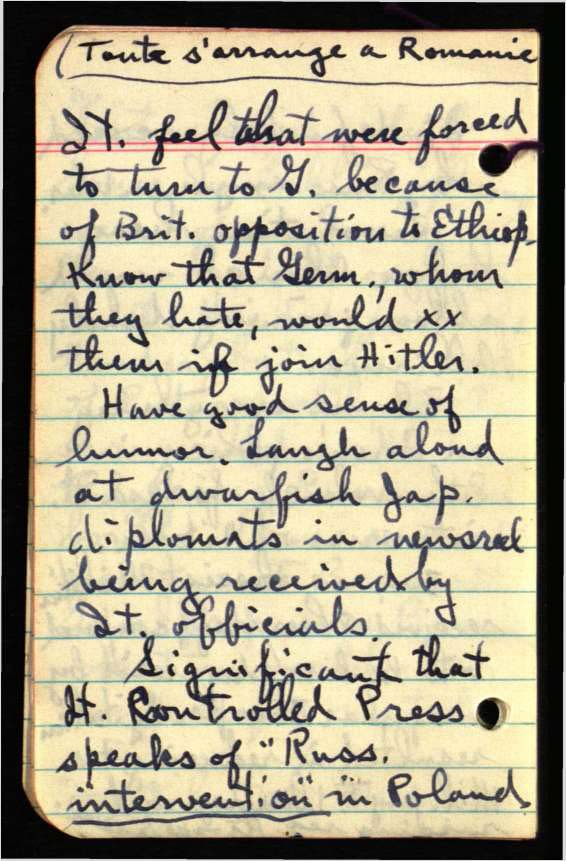 (Toute s'arrange a Romanie
It. feel that were forced
to turn to G. because
of Brit. opposition to Ethiop.
Know that Germ., whom
they hate, would xx
them if join Hitler.
Have good sense of
humor. Laugh aloud
at dwarfish Jap.
diplomats in newsreel
being received by
It. officials.
Significant that
It. Controlled Press
speaks of "Russ.
intervention" in Poland